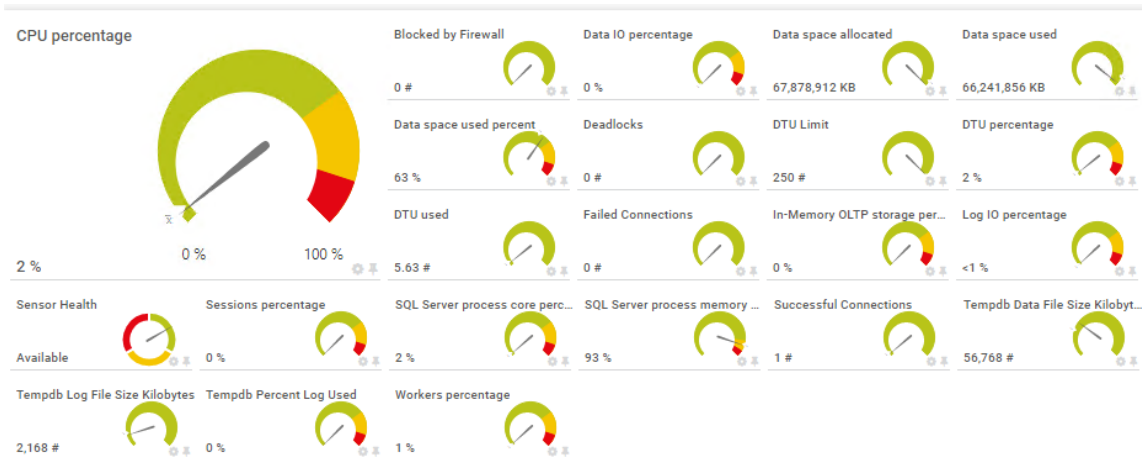 CPU percentage
0 %
100 %
2 %
Blocked by Firewall
0 #
Data IO percentage
0 %
Data space allocated
67,878,912 KB
Data space used
66,241,856 KB
Data space used percent
63 %
Deadlocks
0 #
DTU Limit
250 #
DTU percentage
2 %
DTU used
5.63 #
Failed Connections
0 #
In-Memory OLTP storage per...
0 %
Log IO percentage
<1 %
Sensor Health
Available
Sessions percentage
0 %
SQL Server process core perc...
2 %
SQL Server process memory ...
93 %
Successful Connections
1 #
Tempdb Data File Size Kilobyt...
56,768 #
Tempdb Log File Size Kilobytes
2,168 #
Tempdb Percent Log Used
0 %
Workers percentage
1 %